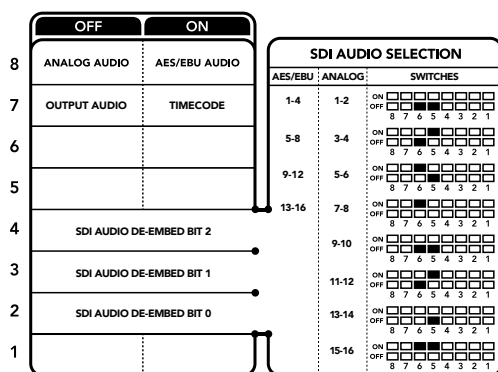 OFF ON
8 ANALOG AUDIO AES/EBU AUDIO
7 OUTPUT AUDIO TIMECODE
6
5
4 SDI AUDIO DE-EMBED BIT 2
3 SDI AUDIO DE-EMBED BIT 1
2 SDI AUDIO DE-EMBED BIT 0
1
SDI AUDIO SELECTION
AES/EBU ANALOG SWITCHES
1-4 1-2 ON
OFF
8 7 6 5 4 3 2 1
5-8 3-4 ON
OFF
8 7 6 5 4 3 2 1
9-12 5-6 ON
OFF
8 7 6 5 4 3 2 1
13-16 7-8 ON
OFF
8 7 6 5 4 3 2 1
9-10 ON
OFF
8 7 6 5 4 3 2 1
11-12 ON
OFF
8 7 6 5 4 3 2 1
13-14 ON
OFF
8 7 6 5 4 3 2 1
15-16 ON
OFF
8 7 6 5 4 3 2 1